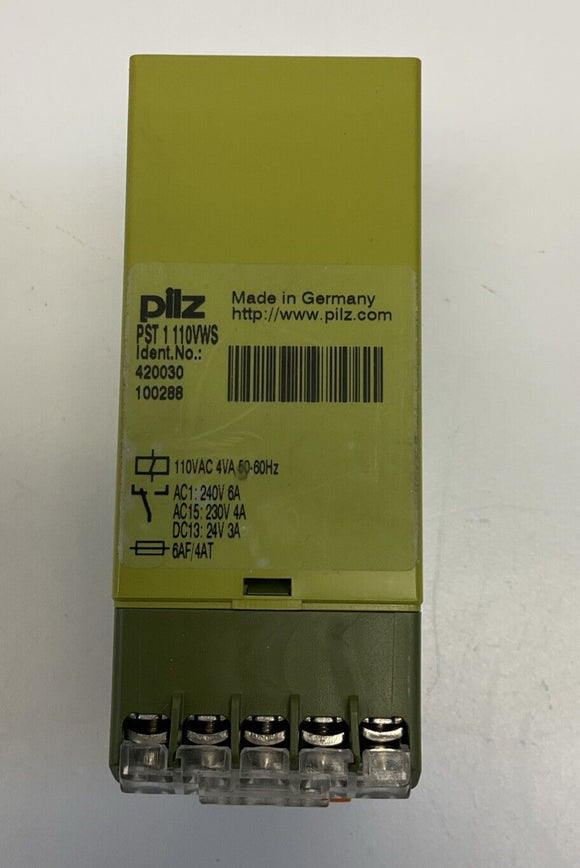 pilz
Made in Germany
http://www.pilz.com
PST 1 110VWS
Ident.No.:
420030
100288
110VAC 4VA 50-60Hz
AC1: 240V 6A
AC15: 230V 4A
DC13: 24V 3A
6AF/4AT